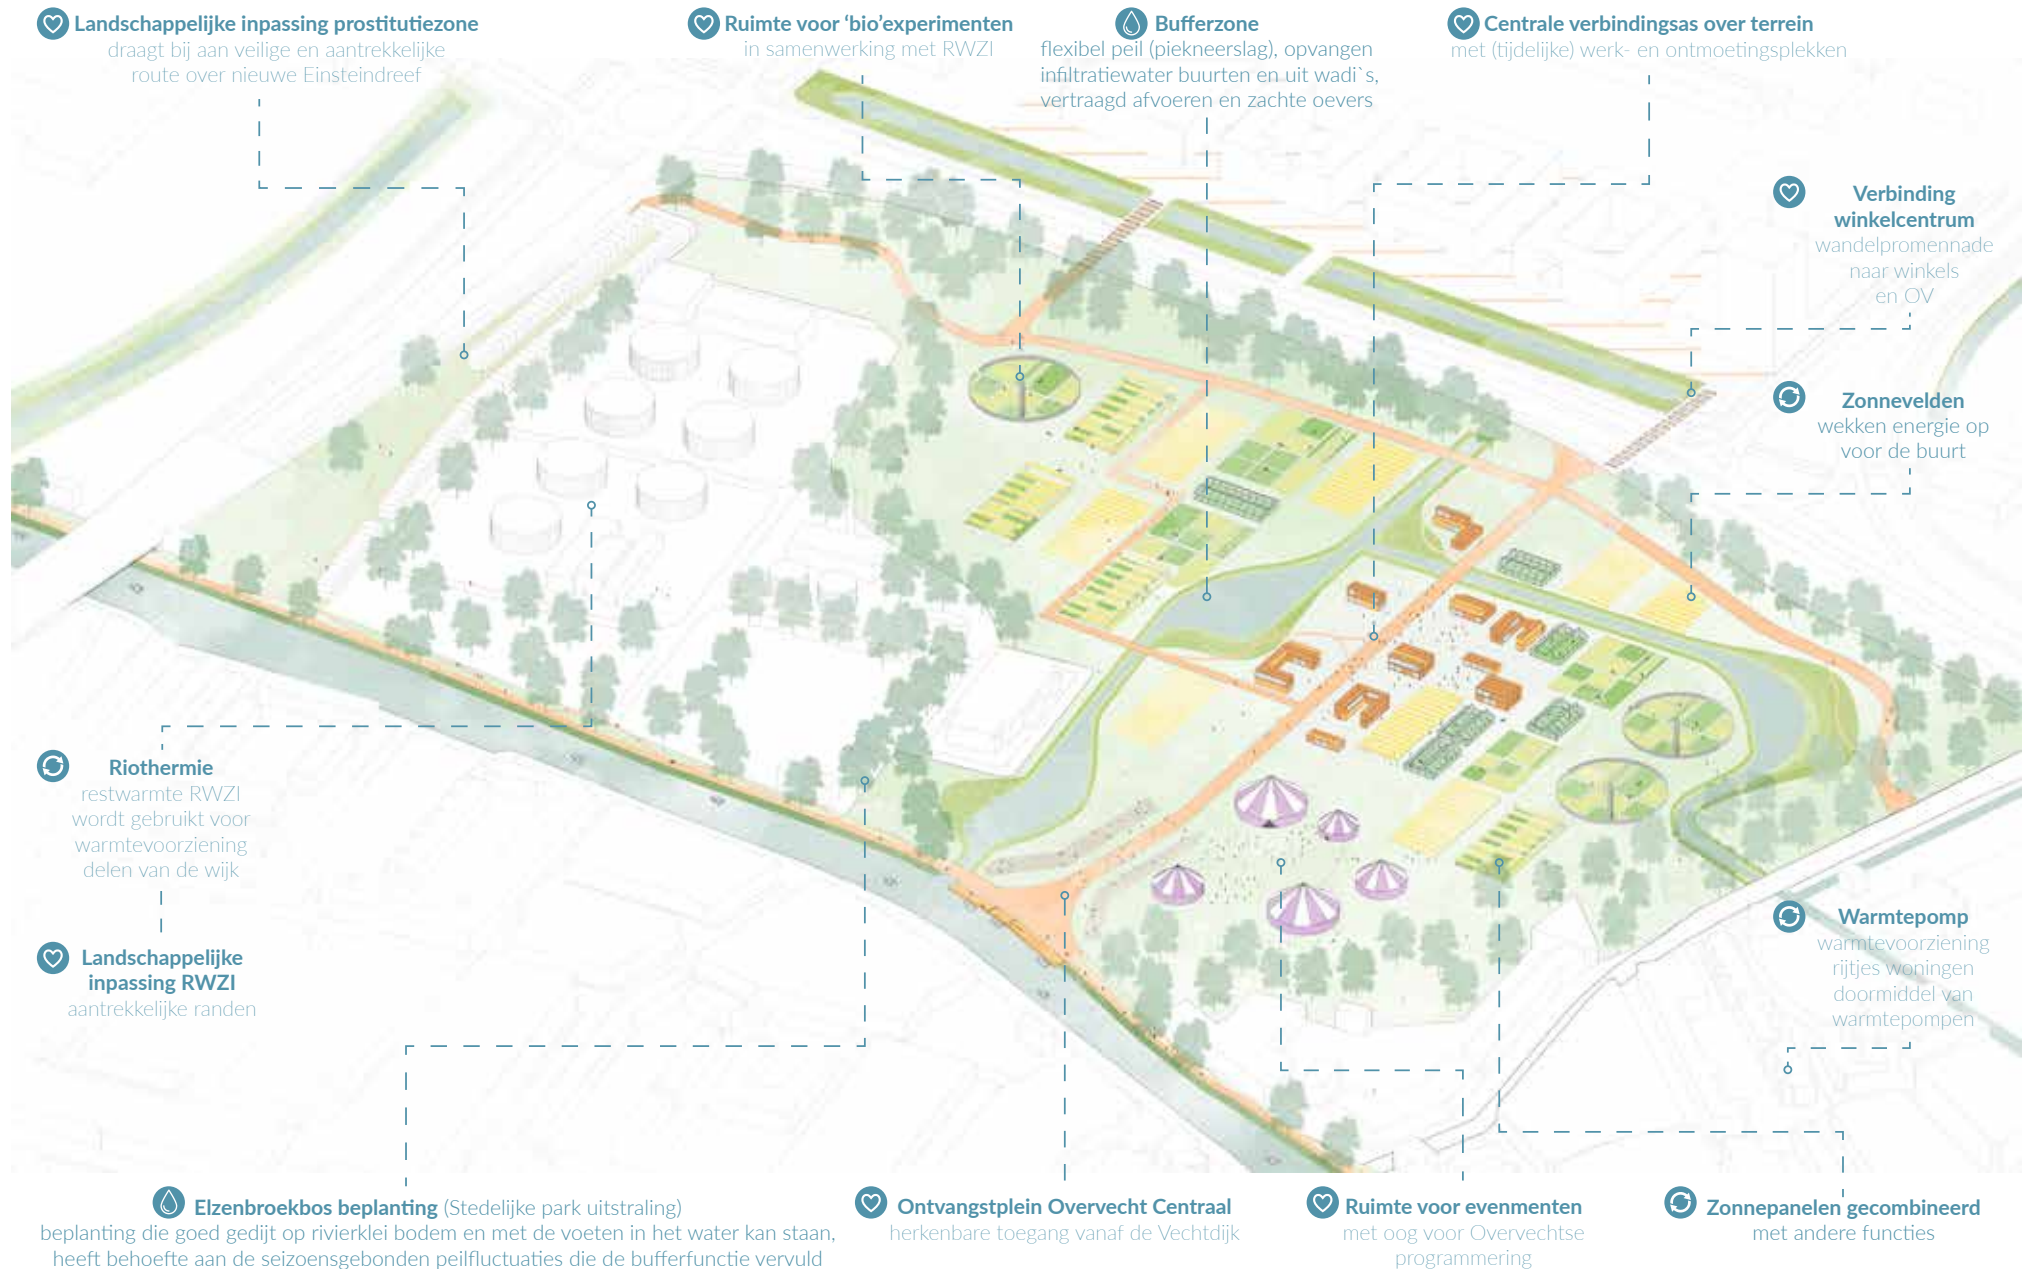 Landschappelijke inpassing prostitutiezone
draagt bij aan veilige en aantrekkelijke
route over nieuwe Einsteindreef
Ruimte voor ‘bio’experimenten
in samenwerking met RWZI
Bufferzone
flexibel peil (piekneerslag), opvangen
infiltratiewater buurten en uit wadi`s,
vertraagd afvoeren en zachte oevers
Centrale verbindingsas over terrein
met (tijdelijke) werk- en ontmoetingsplekken
Verbinding
winkelcentrum
wandelpromennade
naar winkels
en OV
Zonnevelden
wekken energie op
voor de buurt
Riothermie
restwarmte RWZI
wordt gebruikt voor
warmtevoorziening
delen van de wijk
Landschappelijke
inpassing RWZI
aantrekkelijke randen
Warmtepomp
warmtevoorziening
rijtjes woningen
doormiddel van
warmtepompen
Elzenbroekbos beplanting (Stedelijke park uitstraling)
beplanting die goed gedijt op rivierklei bodem en met de voeten in het water kan staan,
heeft behoefte aan de seizoensgebonden peilfluctuaties die de bufferfunctie vervuld
Ontvangstplein Overvecht Centraal
herkenbare toegang vanaf de Vechtdijk
Ruimte voor evenmenten
met oog voor Overvechtse
programmering
Zonnepanelen gecombineerd
met andere functies